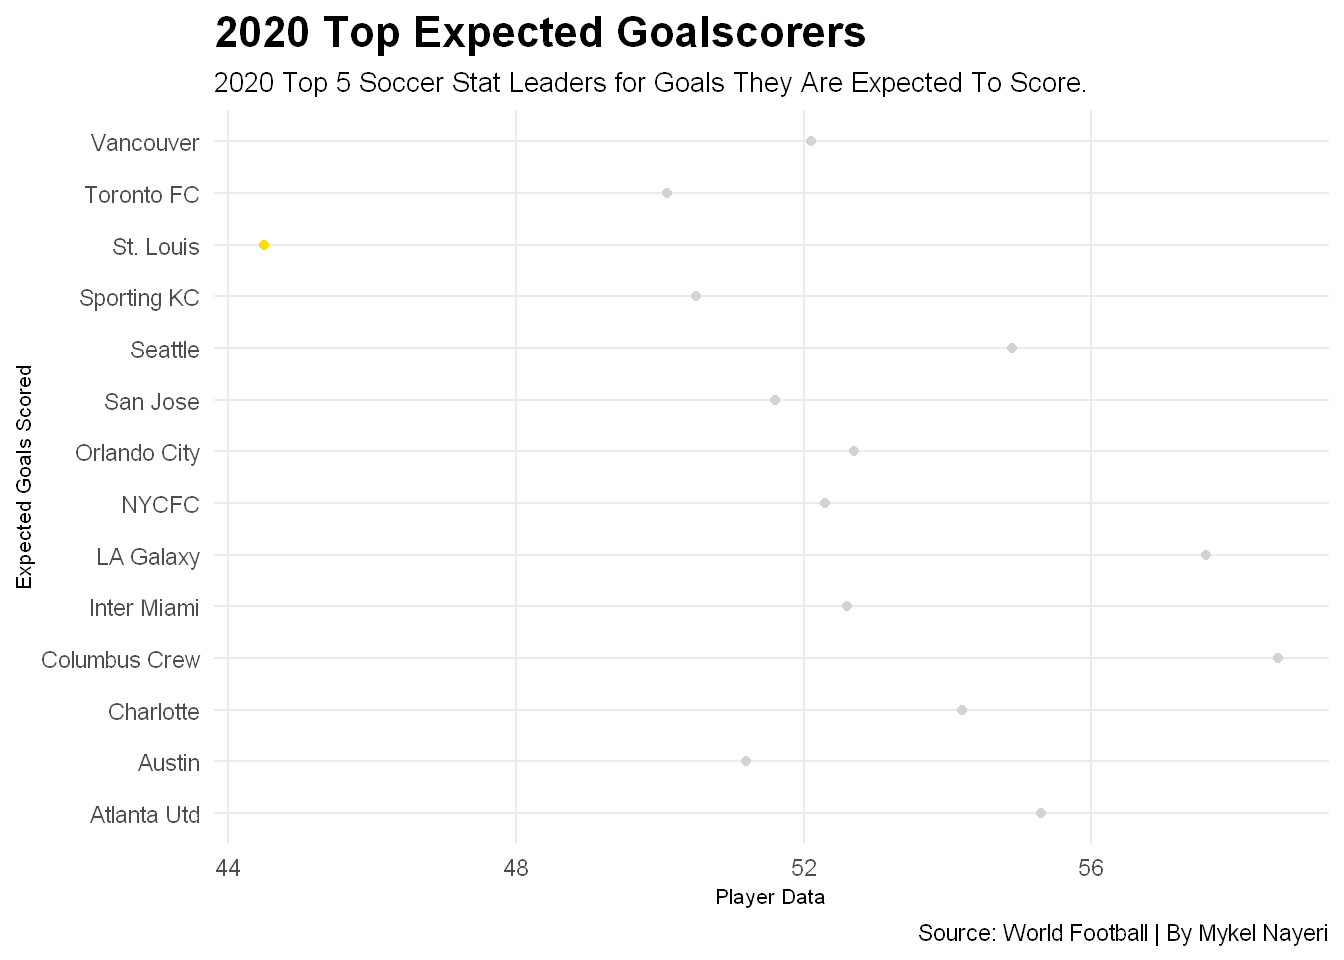 2020 Top Expected Goalscorers
2020 Top 5 Soccer Stat Leaders for Goals They Are Expected To Score.
Expected Goals Scored
Vancouver
Toronto FC
St. Louis
Sporting KC
Seattle
San Jose
Orlando City
NYCFC
LA Galaxy
Inter Miami
Columbus Crew
Charlotte
Austin
Atlanta Utd
44 48 52 56
Player Data
Source: World Football | By Mykel Nayeri